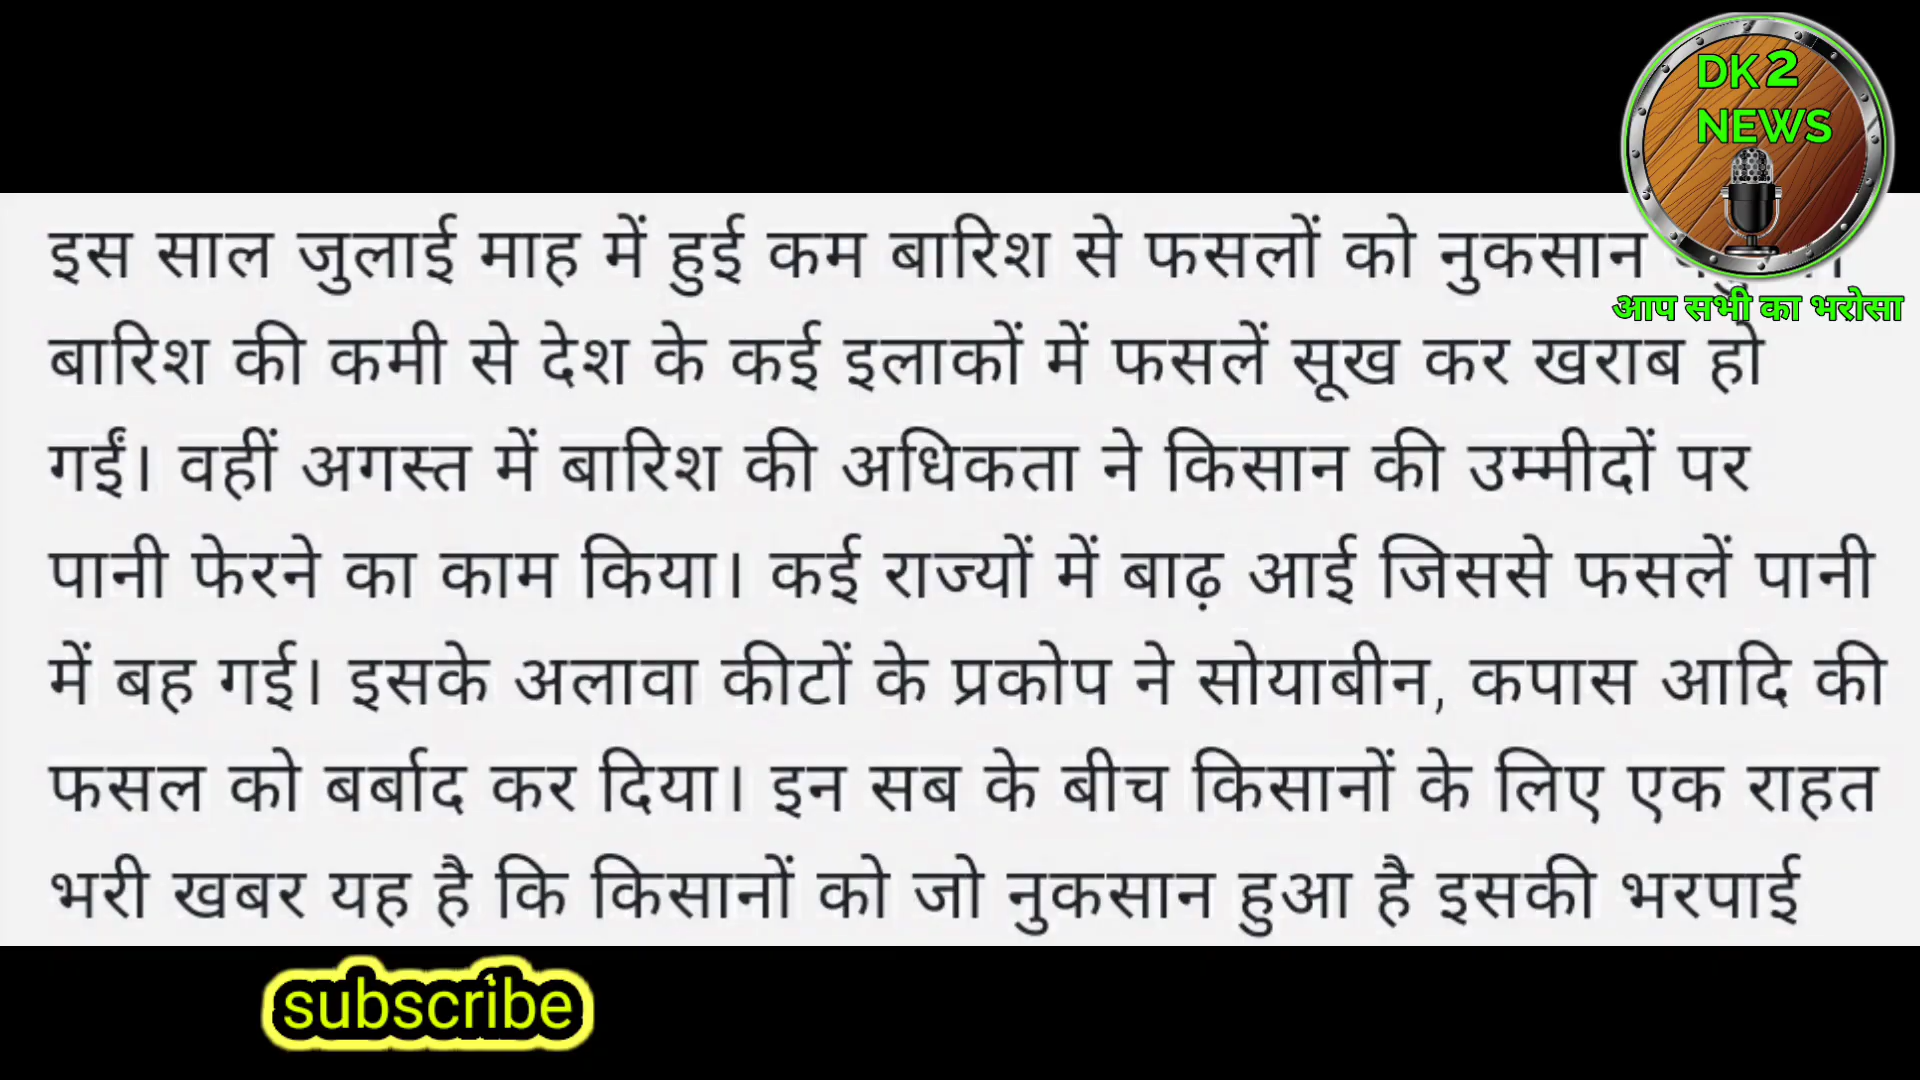 DK2
NEWS
आप सभी का भरोसा
इस साल जुलाई माह में हुई कम बारिश से फसलों को नुकसान
बारिश की कमी से देश के कई इलाकों में फसलें सूख कर खराब हो
गईं। वहीं अगस्त में बारिश की अधिकता ने किसान की उम्मीदों पर
पानी फेरने का काम किया। कई राज्यों में बाढ़ आई जिससे फसलें पानी
में बह गई। इसके अलावा कीटों के प्रकोप ने सोयाबीन, कपास आदि की
फसल को बर्बाद कर दिया। इन सब के बीच किसानों के लिए एक राहत
भरी खबर यह है कि किसानों को जो नुकसान हुआ है इसकी भरपाई
subscribe